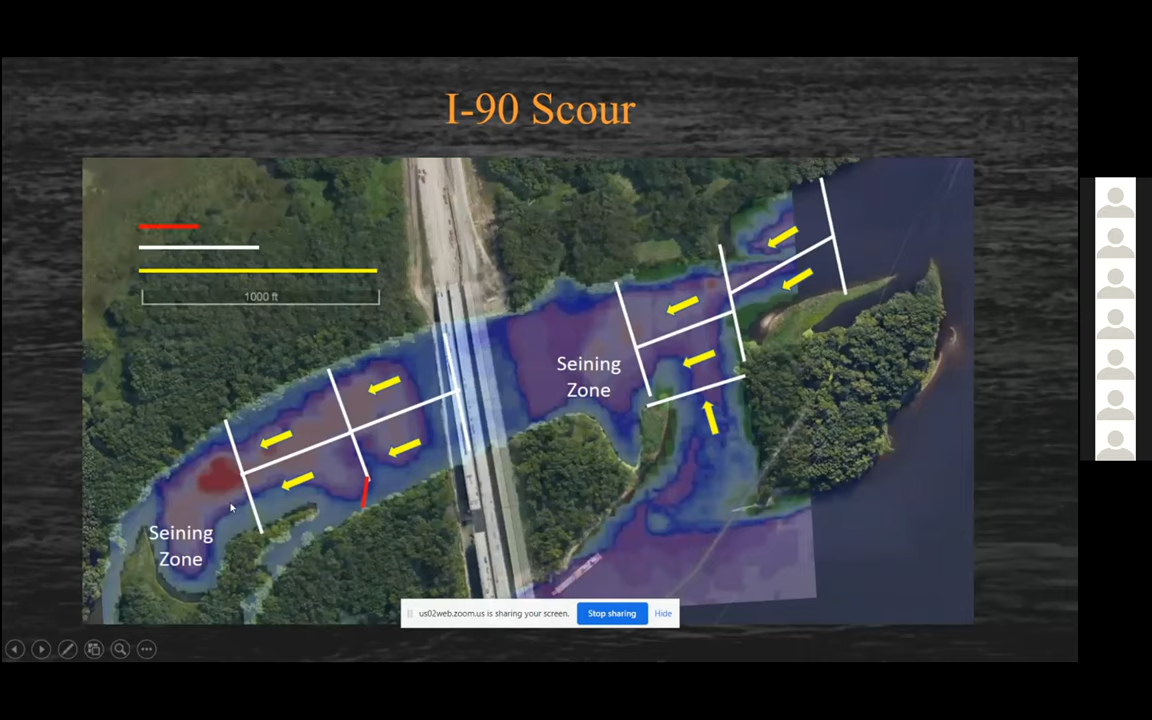 I-90 Scour
1000 ft
Seining
Zone
Seining
Zone
us02web.zoom.us is sharing your screen.
Stop sharing
Hide